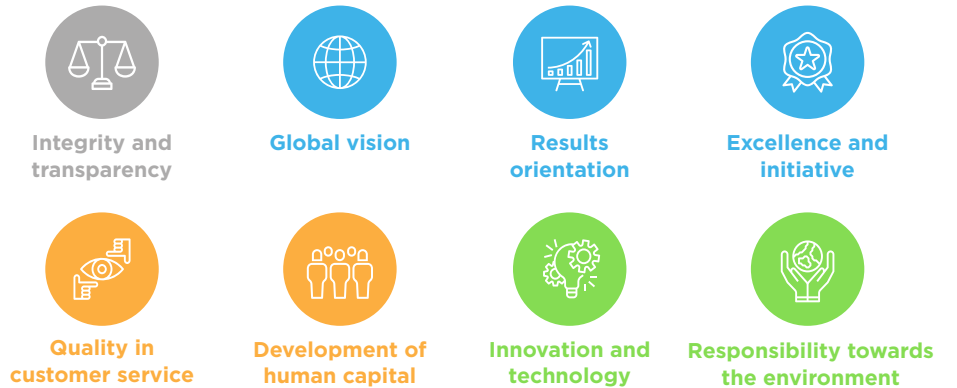 Integrity and
transparency
Global vision
Results
orientation
Excellence and
initiative
Quality in
customer service
Development of
human capital
Innovation and
technology
Responsibility towards
the environment